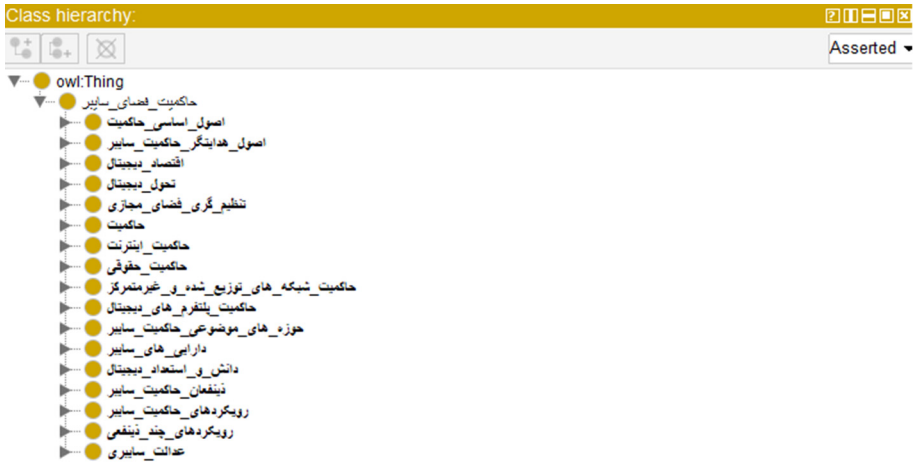 Class hierarchy:
Asserted
owl:Thing
حاکمیت_فضای_سایبر
اصول_اساسی_حاکمیت
اصول_هدایتگر_حاکمیت_سایبر
اقتصاد_دیجیتال
تحول_دیجیتال
تنظیم_گری_فضای_مجازی
حاکمیت
حاکمیت_اینترنت
حاکمیت_حقوقی
حاکمیت_شبکه_های_توزیع_شده_و_غیرمتمرکز
حاکمیت_پلتفرم_های_دیجیتال
حوزه_های_موضوعی_حاکمیت_سایبر
دارایی_های_سایبر
دانش_و_استعداد_دیجیتال
ذینفعان_حاکمیت_سایبر
رویکردهای_حاکمیت_سایبر
رویکردهای_چند_ذینفعی
عدالت_سایبری